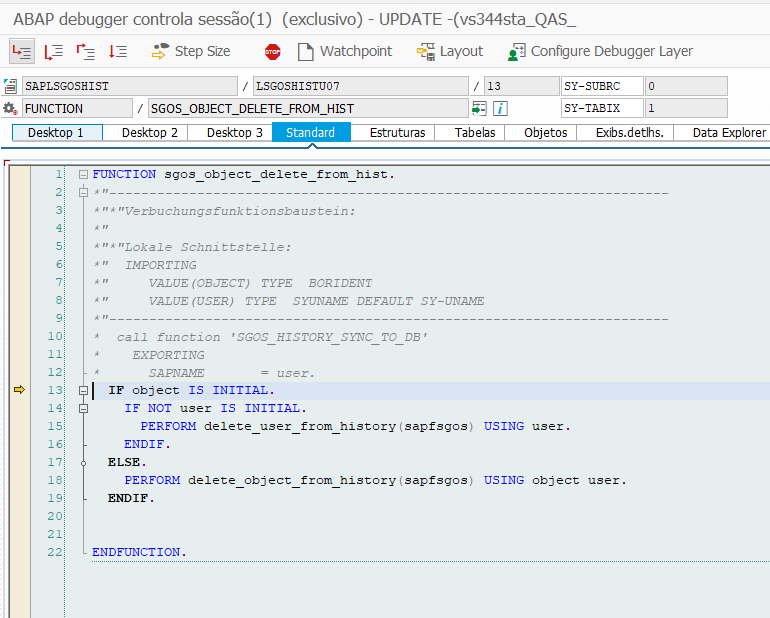 ABAP debugger controla sessão(1) (exclusivo) - UPDATE -(vs344sta_QAS_
Step Size STOP Watchpoint Layout Configure Debugger Layer
SAPLSGOSHIST / LSGOSHISTU07 / 13 SY-SUBRC 0
FUNCTION / SGOS_OBJECT_DELETE_FROM_HIST SY-TABIX 1
Desktop 1 Desktop 2 Desktop 3 Standard Estruturas Tabelas Objetos Exibs.detlhs. Data Explorer
1 FUNCTION sgos_object_delete_from_hist.
2 *"----------------------------------------------------------------------
3 *"*"Verbuchungsfunktionsbaustein:
4 *"
5 *"*"Lokale Schnittstelle:
6 *"  IMPORTING
7 *"     VALUE(OBJECT) TYPE  BORIDENT
8 *"     VALUE(USER) TYPE  SYUNAME DEFAULT SY-UNAME
9 *"----------------------------------------------------------------------
10 *  call function 'SGOS_HISTORY_SYNC_TO_DB'
11 *    EXPORTING
12 *      SAPNAME       = user.
13   IF object IS INITIAL.
14     IF NOT user IS INITIAL.
15       PERFORM delete_user_from_history(sapfsgos) USING user.
16     ENDIF.
17   ELSE.
18     PERFORM delete_object_from_history(sapfsgos) USING object user.
19   ENDIF.
20
21
22 ENDFUNCTION.